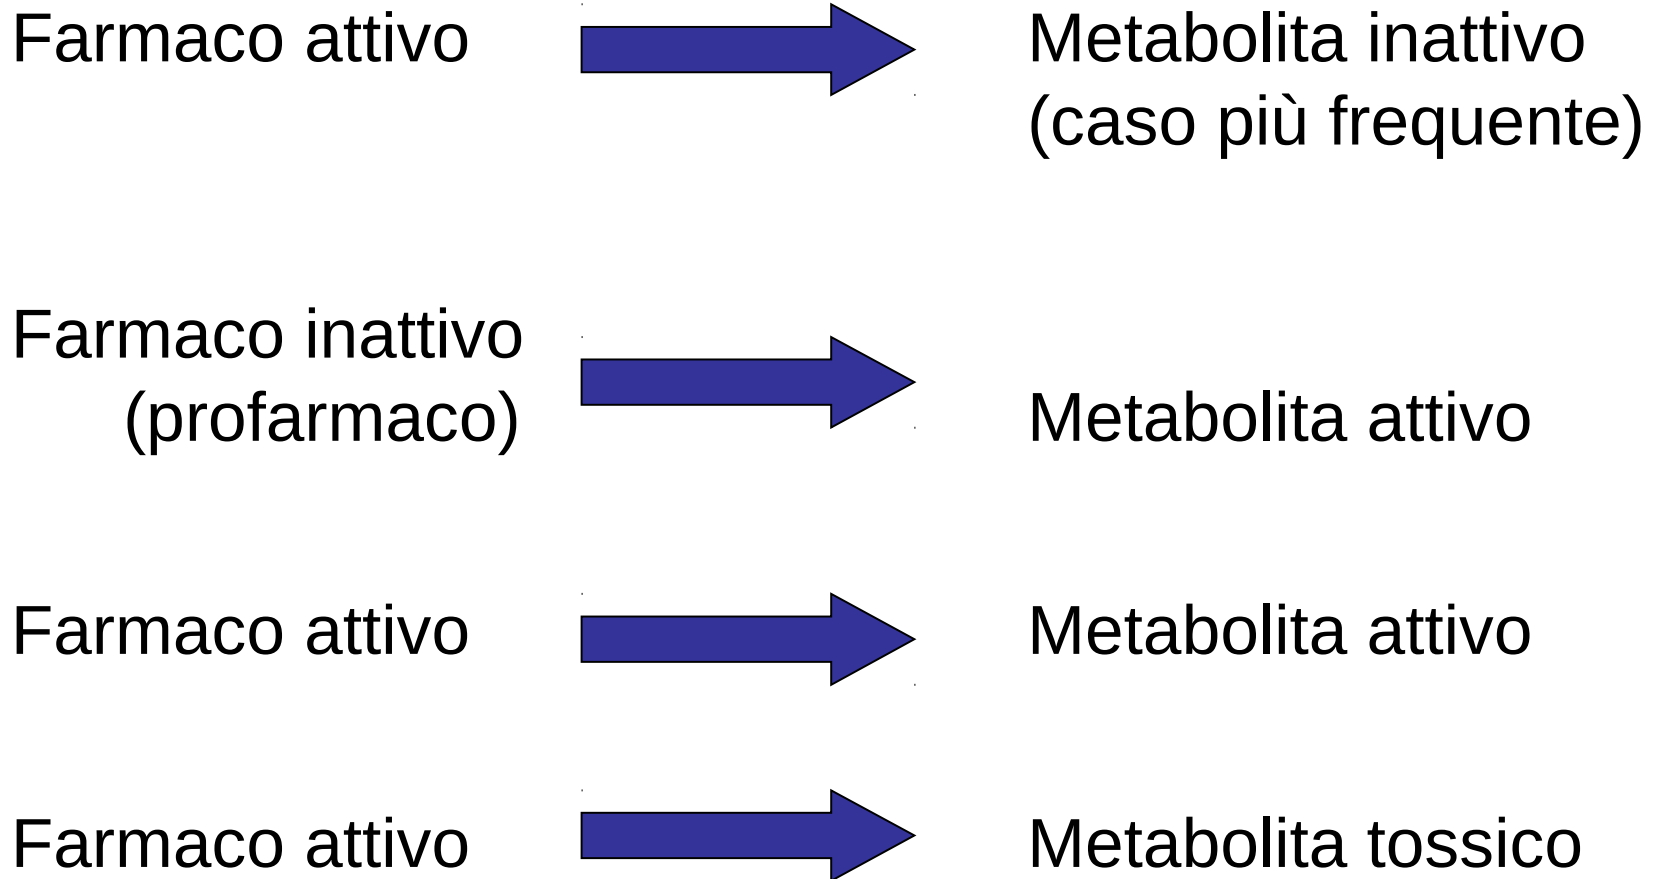 Farmaco attivo
Metabolita inattivo
(caso più frequente)
Farmaco inattivo
(profarmaco)
Metabolita attivo
Farmaco attivo
Metabolita attivo
Farmaco attivo
Metabolita tossico